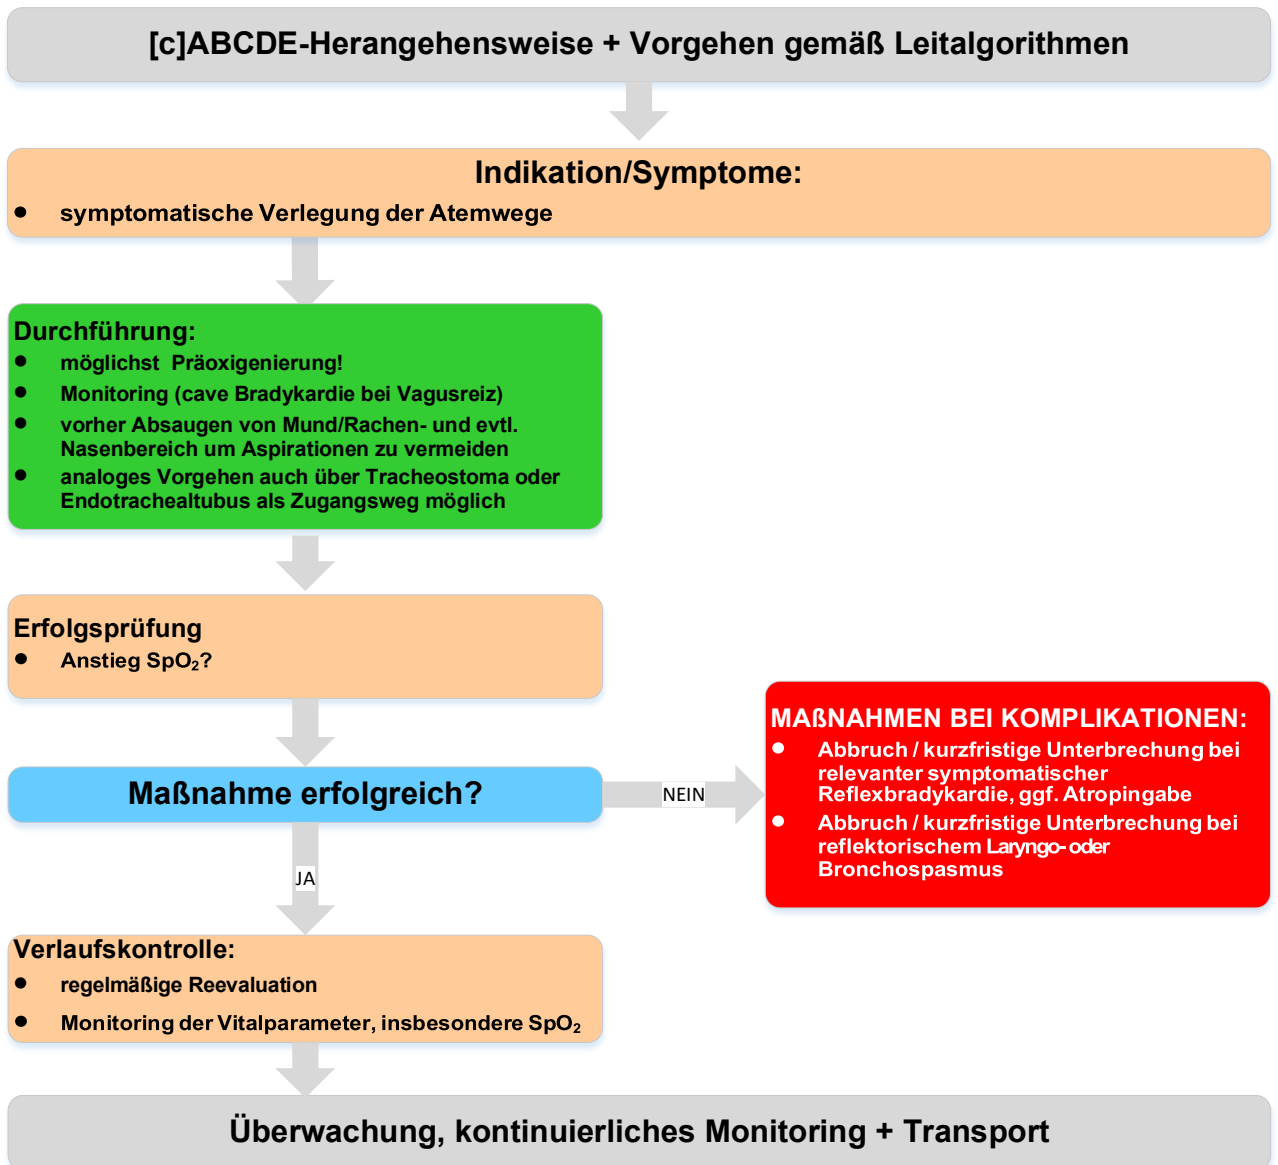 [c]ABCDE-Herangehensweise + Vorgehen gemäß Leitalgorithmen
Indikation/Symptome:
● symptomatische Verlegung der Atemwege
Durchführung:
● möglichst Präoxigenierung!
● Monitoring (cave Bradykardie bei Vagusreiz)
● vorher Absaugen von Mund/Rachen- und evtl.
Nasenbereich um Aspirationen zu vermeiden
● analoges Vorgehen auch über Tracheostoma oder
Endotrachealtubus als Zugangsweg möglich
Erfolgsprüfung
● Anstieg SpO₂?
Maßnahme erfolgreich?
NEIN
MAßNAHMEN BEI KOMPLIKATIONEN:
● Abbruch / kurzfristige Unterbrechung bei
relevanter symptomatischer
Reflexbradykardie, ggf. Atropingabe
● Abbruch / kurzfristige Unterbrechung bei
reflektorischem Laryngo- oder
Bronchospasmus
JA
Verlaufskontrolle:
● regelmäßige Reevaluation
● Monitoring der Vitalparameter, insbesondere SpO₂
Überwachung, kontinuierliches Monitoring + Transport